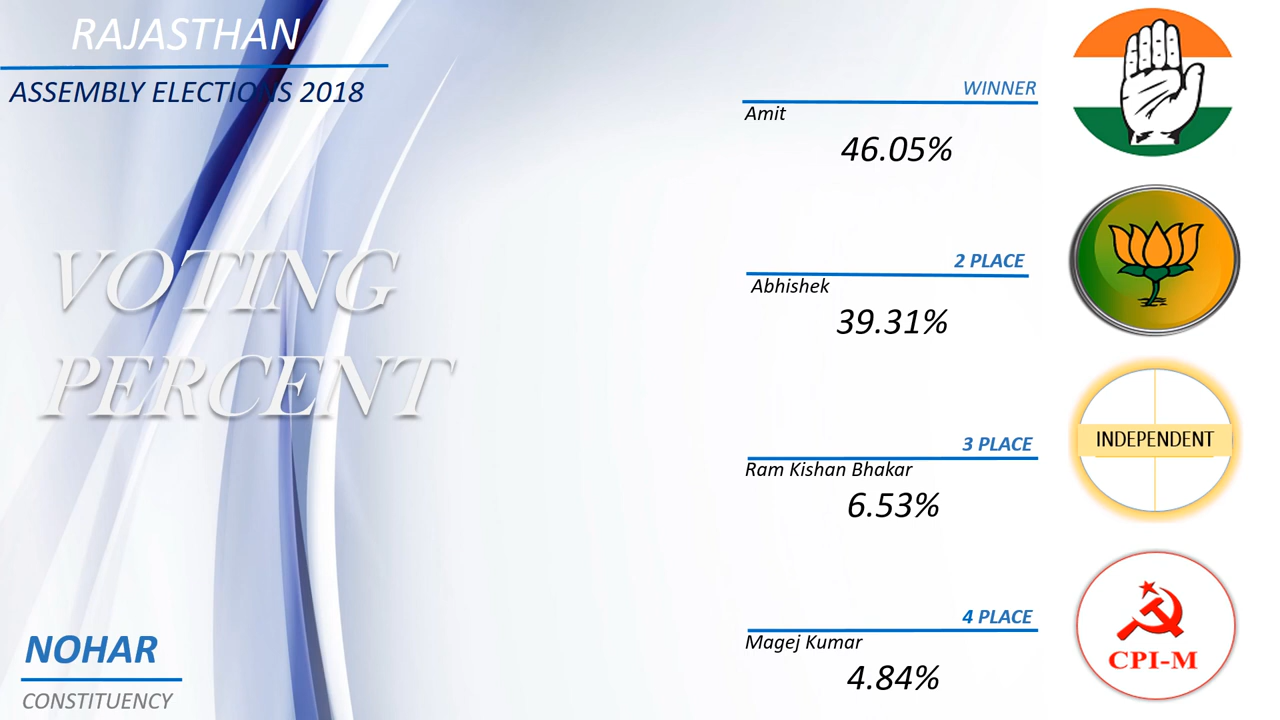 RAJASTHAN
ASSEMBLY ELECTIONS 2018
VOTING
PERCENT
NOHAR
CONSTITUENCY
WINNER
Amit
46.05%
2 PLACE
Abhishek
39.31%
3 PLACE
Ram Kishan Bhakar
6.53%
INDEPENDENT
4 PLACE
Magej Kumar
4.84%
CPI-M